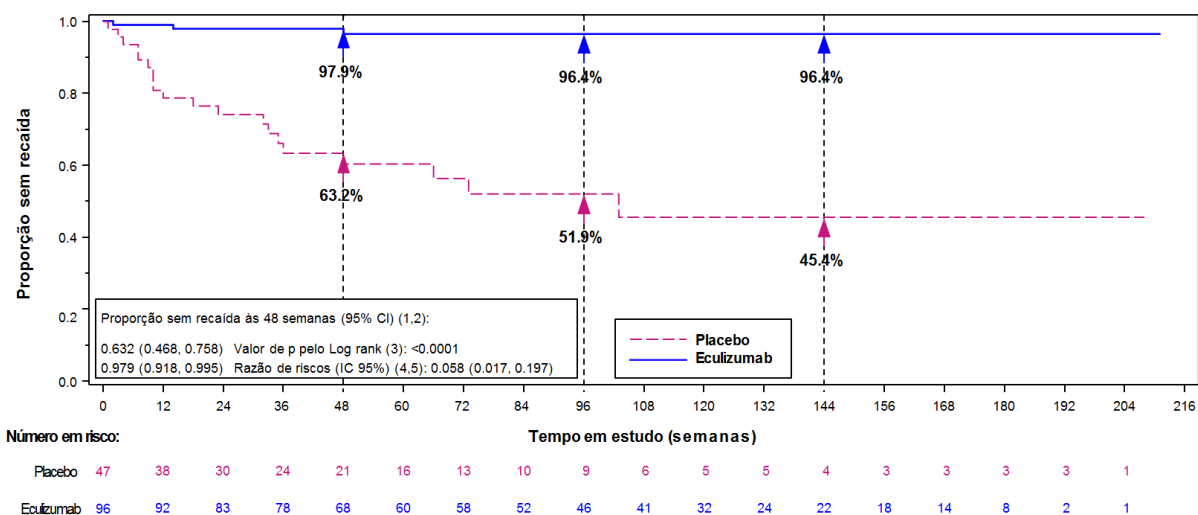 Proporção sem recaída
1.0
0.8
0.6
0.4
0.2
0.0
97.9%
96.4%
96.4%
63.2%
51.9%
45.4%
Proporção sem recaída às 48 semanas (95% CI) (1,2):
0.632 (0.468, 0.758) Valor de p pelo Log rank (3): <0.0001
0.979 (0.918, 0.995) Razão de riscos (IC 95%) (4,5): 0.058 (0.017, 0.197)
Placebo
Eculizumab
0 12 24 36 48 60 72 84 96 108 120 132 144 156 168 180 192 204 216
Número em risco:
Tempo em estudo (semanas)
Placebo 47 38 30 24 21 16 13 10 9 6 5 5 4 3 3 3 3 1
Eculizumab 96 92 83 78 68 60 58 52 46 41 32 24 22 18 14 8 2 1